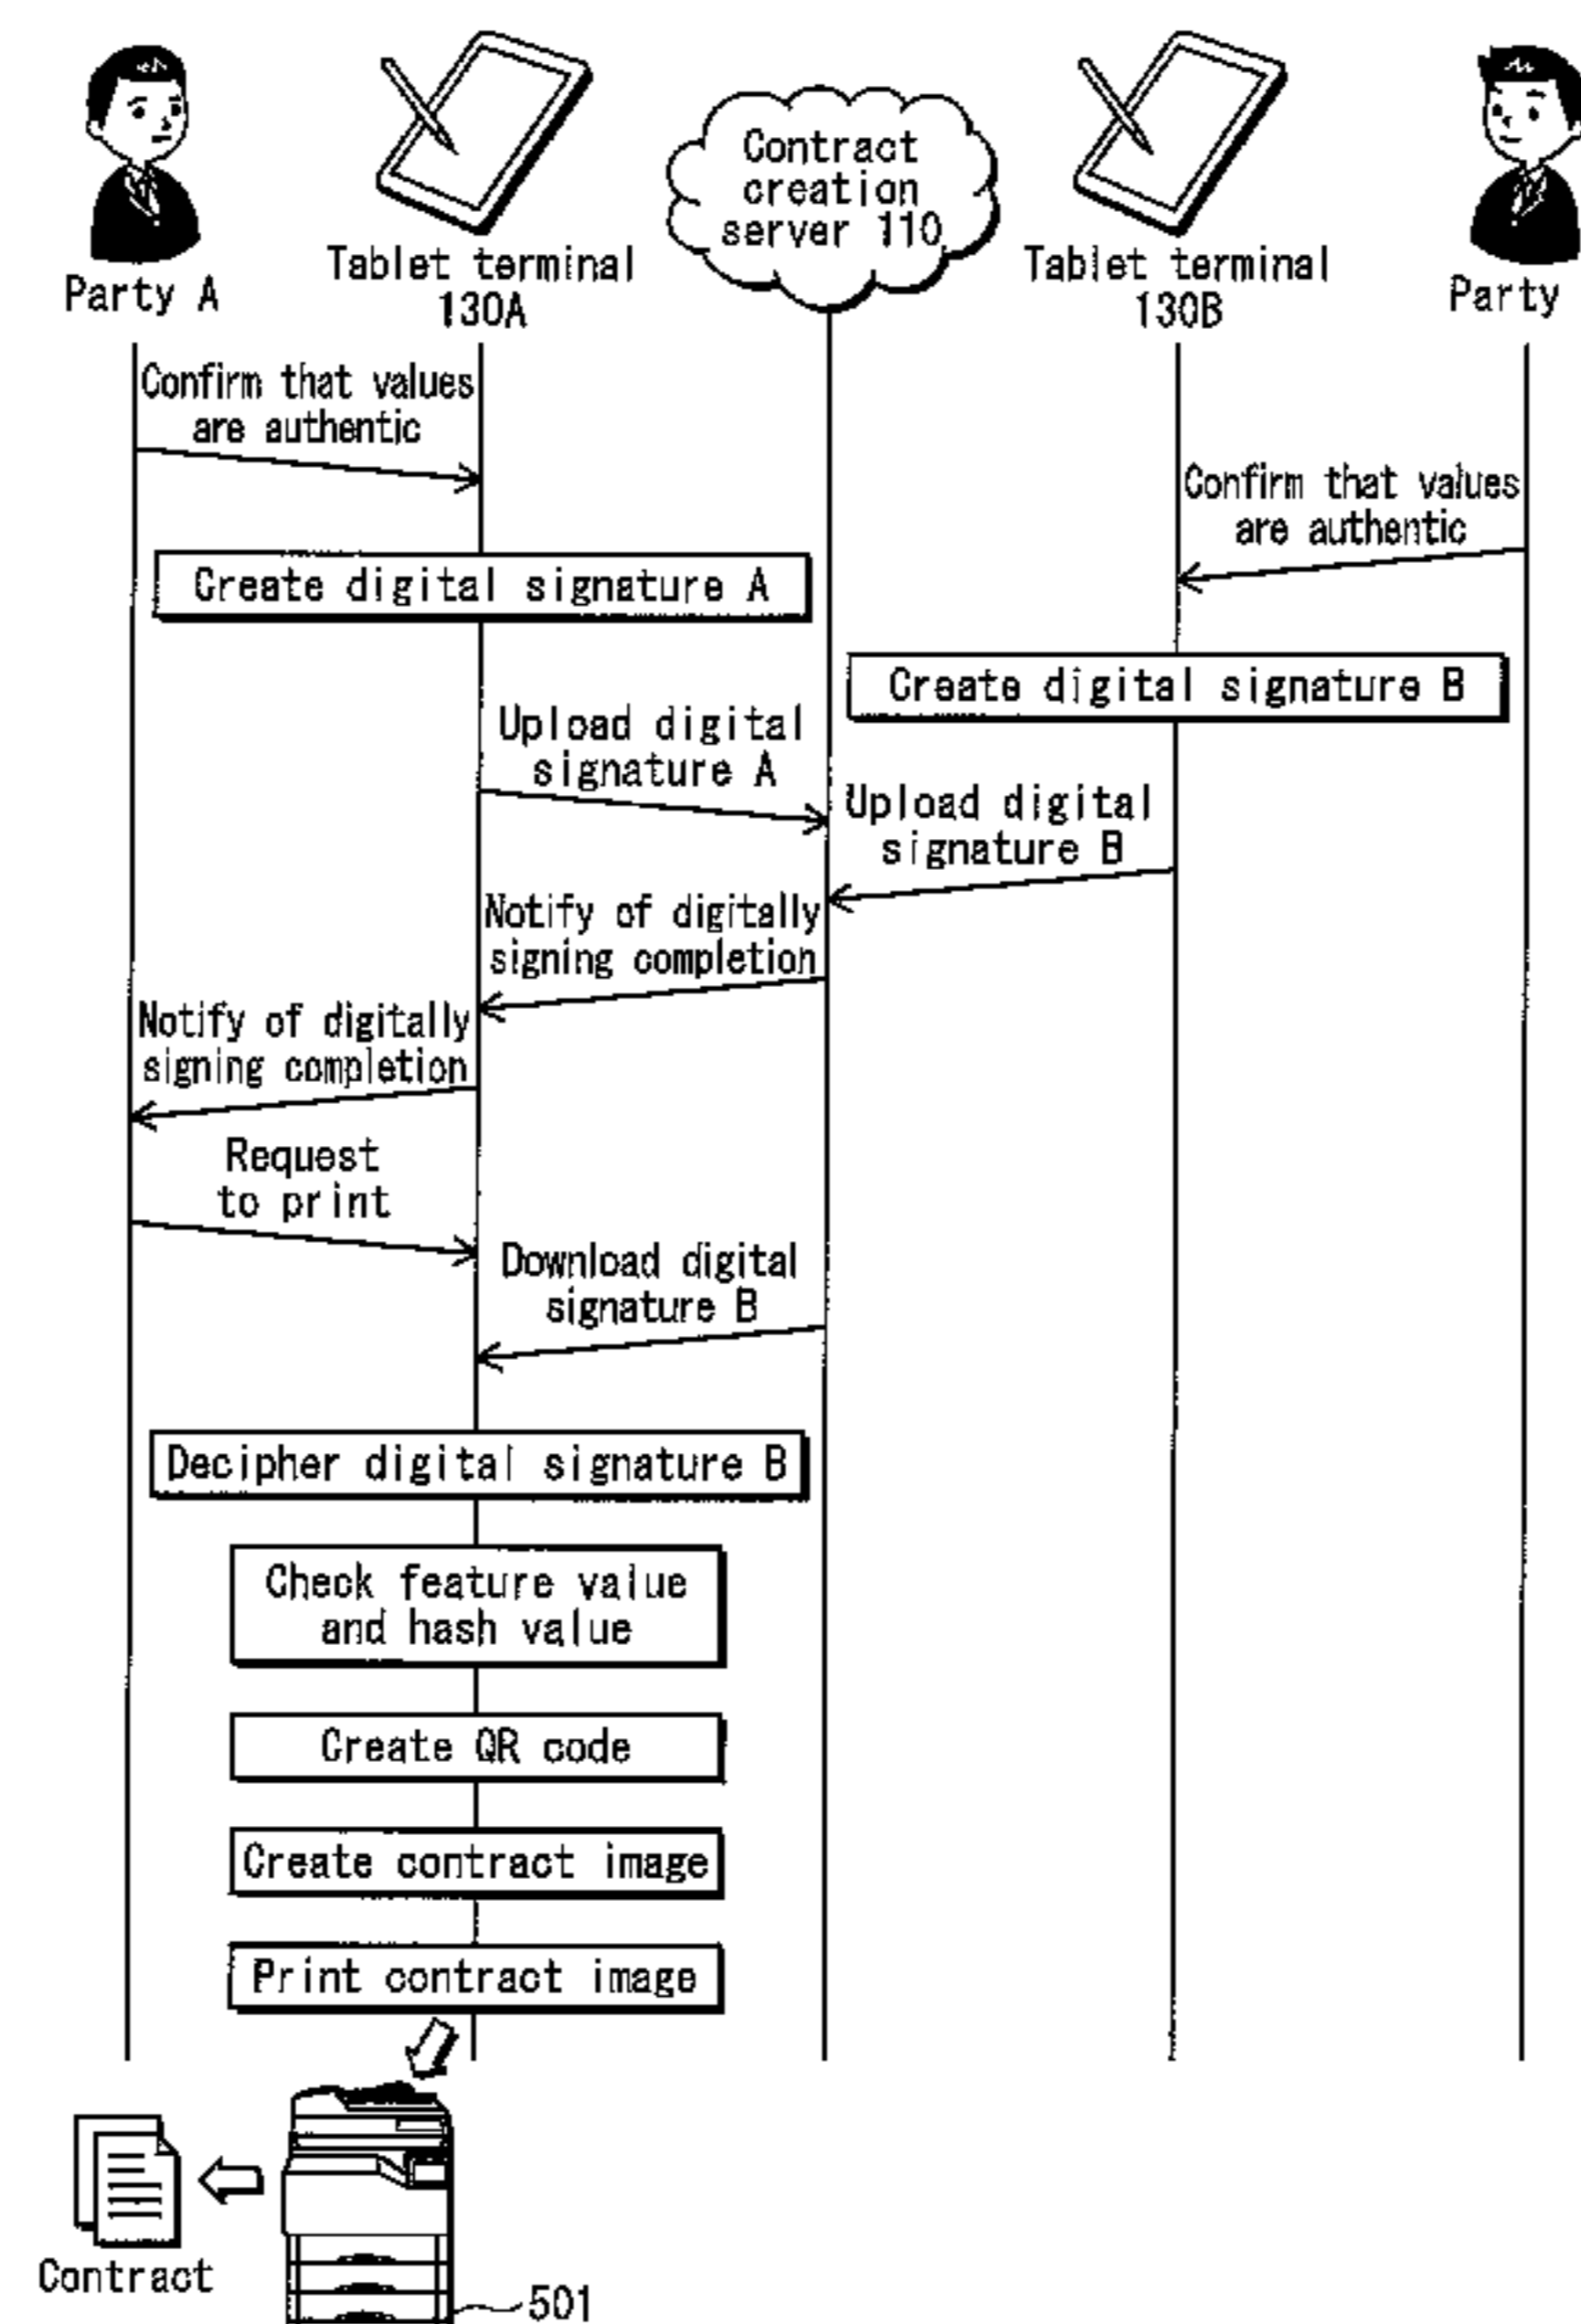 Contract
creation
server 110
Party A
Tablet terminal
130A
Tablet terminal
130B
Party
Confirm that values
are authentic
Confirm that values
are authentic
Create digital signature A
Create digital signature B
Upload digital
signature A
Upload digital
signature B
Notify of digitally
signing completion
Notify of digitally
signing completion
Request
to print
Download digital
signature B
Decipher digital signature B
Check feature value
and hash value
Create QR code
Create contract image
Print contract image
Contract
501